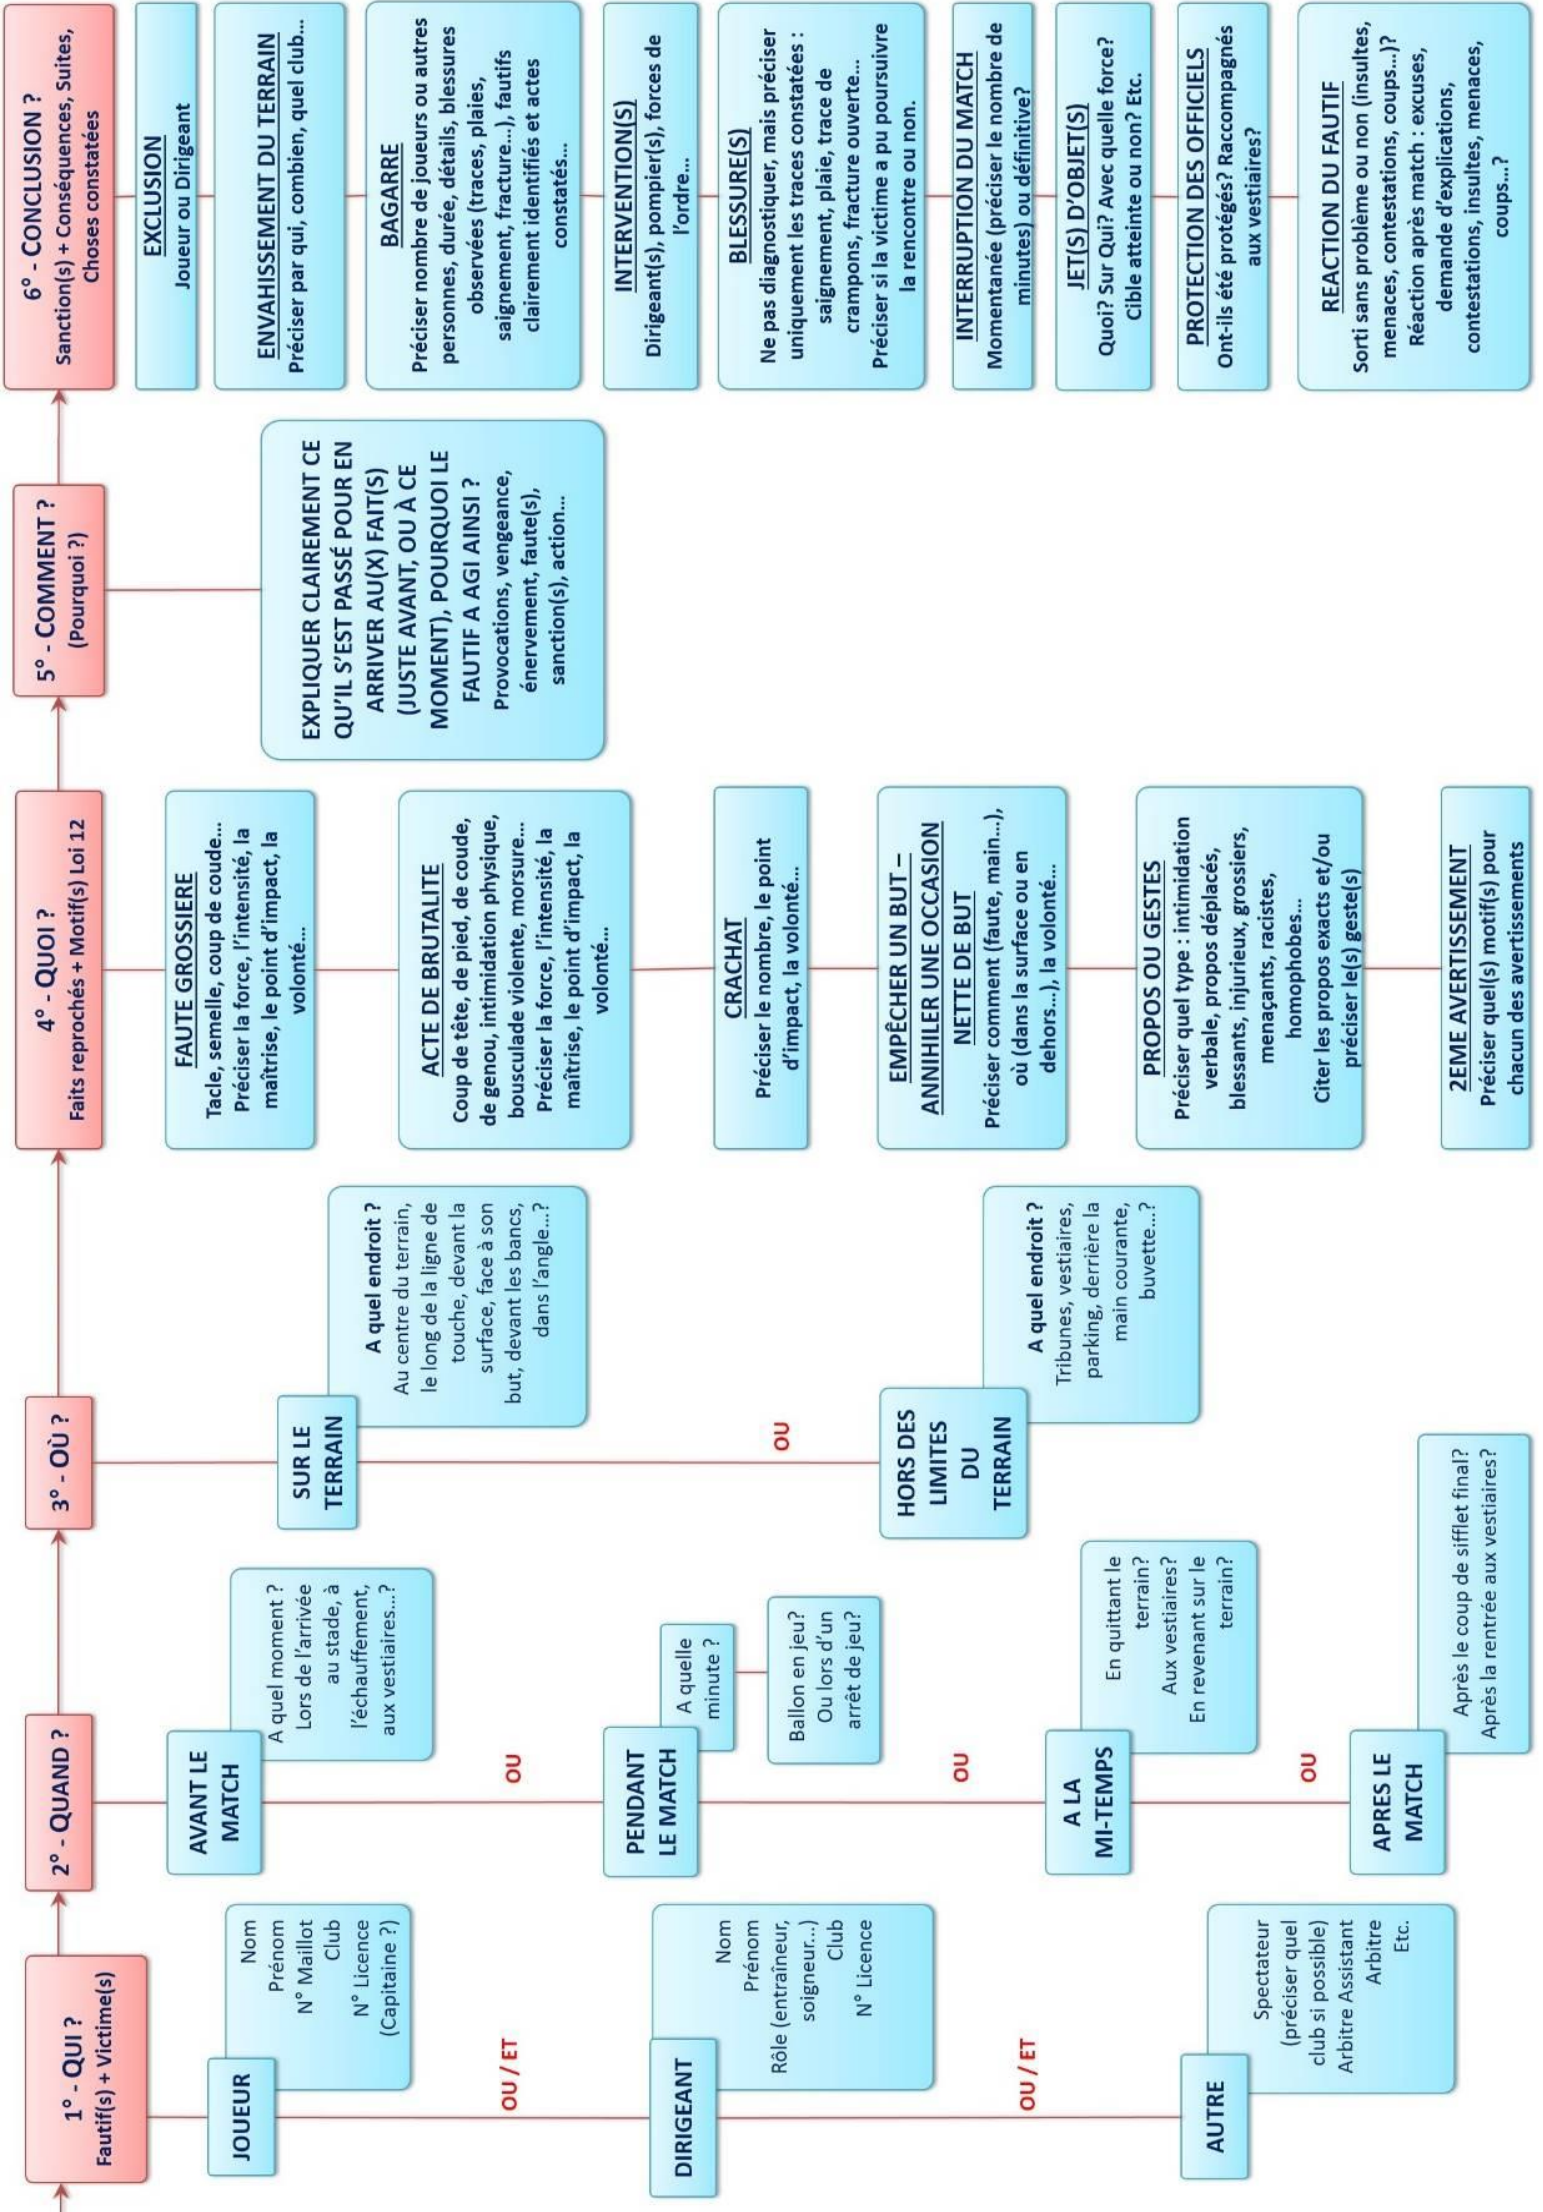 1° - QUI ?
Fautif(s) + Victime(s)
JOUEUR
Nom
Prénom
N° Maillot
Club
N° Licence
(Capitaine ?)
OU / ET
DIRIGEANT
Nom
Prénom
Rôle (entraîneur,
soigneur...)
Club
N° Licence
OU / ET
AUTRE
Spectateur
(préciser quel
club si possible)
Arbitre Assistant
Arbitre
Etc.
2° - QUAND ?
AVANT LE
MATCH
A quel moment ?
Lors de l'arrivée
au stade, à
l'échauffement,
aux vestiaires...?
OU
PENDANT
LE MATCH
A quelle
minute ?
Ballon en jeu?
Ou lors d'un
arrêt de jeu?
OU
A LA
MI-TEMPS
En quittant le
terrain?
Aux vestiaires?
En revenant sur le
terrain?
OU
APRES LE
MATCH
Après le coup de sifflet final?
Après la rentrée aux vestiaires?
3° - OÙ ?
SUR LE
TERRAIN
A quel endroit ?
Au centre du terrain,
le long de la ligne de
touche, devant la
surface, face à son
but, devant les bancs,
dans l'angle...?
OU
HORS DES
LIMITES
DU
TERRAIN
A quel endroit ?
Tribunes, vestiaires,
parking, derrière la
main courante,
buvette...?
4° - QUOI ?
Faits reprochés + Motif(s) Loi 12
FAUTE GROSSIERE
Tacle, semelle, coup de coude...
Préciser la force, l'intensité, la
maîtrise, le point d'impact, la
volonté...
ACTE DE BRUTALITE
Coup de tête, de pied, de coude,
de genou, intimidation physique,
bousculade violente, morsure...
Préciser la force, l'intensité, la
maîtrise, le point d'impact, la
volonté...
CRACHAT
Préciser le nombre, le point
d'impact, la volonté...
EMPÊCHER UN BUT –
ANNIHILER UNE OCCASION
NETTE DE BUT
Préciser comment (faute, main...),
où (dans la surface ou en
dehors...), la volonté...
PROPOS OU GESTES
Préciser quel type : intimidation
verbale, propos déplacés,
blessants, injurieux, grossiers,
menaçants, racistes,
homophobes...
Citer les propos exacts et/ou
préciser le(s) geste(s)
2EME AVERTISSEMENT
Préciser quel(s) motif(s) pour
chacun des avertissements
5° - COMMENT ?
(Pourquoi ?)
EXPLIQUER CLAIREMENT CE
QU'IL S'EST PASSÉ POUR EN
ARRIVER AU(X) FAIT(S)
(JUSTE AVANT, OU À CE
MOMENT), POURQUOI LE
FAUTIF A AGI AINSI ?
Provocations, vengeance,
énervement, faute(s),
sanction(s), action...
6° - CONCLUSION ?
Sanction(s) + Conséquences, Suites,
Choses constatées
EXCLUSION
Joueur ou Dirigeant
ENVAHISSEMENT DU TERRAIN
Préciser par qui, combien, quel club...
BAGARRE
Préciser nombre de joueurs ou autres
personnes, durée, détails, blessures
observées (traces, plaies,
saignement, fracture...), fautifs
clairement identifiés et actes
constatés...
INTERVENTION(S)
Dirigeant(s), pompier(s), forces de
l'ordre...
BLESSURE(S)
Ne pas diagnostiquer, mais préciser
uniquement les traces constatées :
saignement, plaie, trace de
crampons, fracture ouverte...
Préciser si la victime a pu poursuivre
la rencontre ou non.
INTERRUPTION DU MATCH
Momentanée (préciser le nombre de
minutes) ou définitive?
JET(S) D'OBJET(S)
Quoi? Sur Qui? Avec quelle force?
Cible atteinte ou non? Etc.
PROTECTION DES OFFICIELS
Ont-ils été protégés? Raccompagnés
aux vestiaires?
REACTION DU FAUTIF
Sorti sans problème ou non (insultes,
menaces, contestations, coups...)?
Réaction après match : excuses,
demande d'explications,
contestations, insultes, menaces,
coups...?